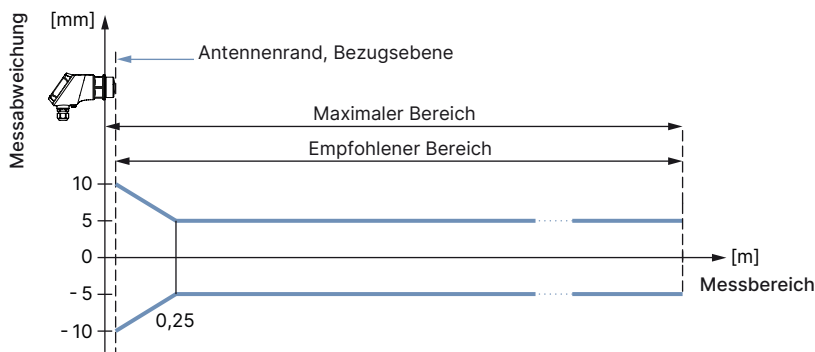 [mm]
Messabweichung
Antennenrand, Bezugsebene
Maximaler Bereich
Empfohlener Bereich
10
5
0
- 5
- 10
0,25
[m]
Messbereich